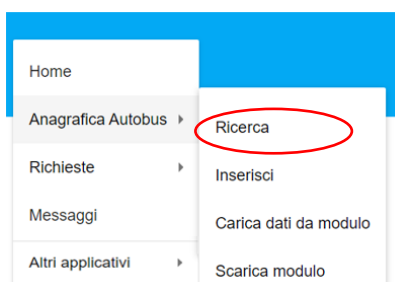 Home
Anagrafica Autobus
Richieste
Messaggi
Altri applicativi
Ricerca
Inserisci
Carica dati da modulo
Scarica modulo